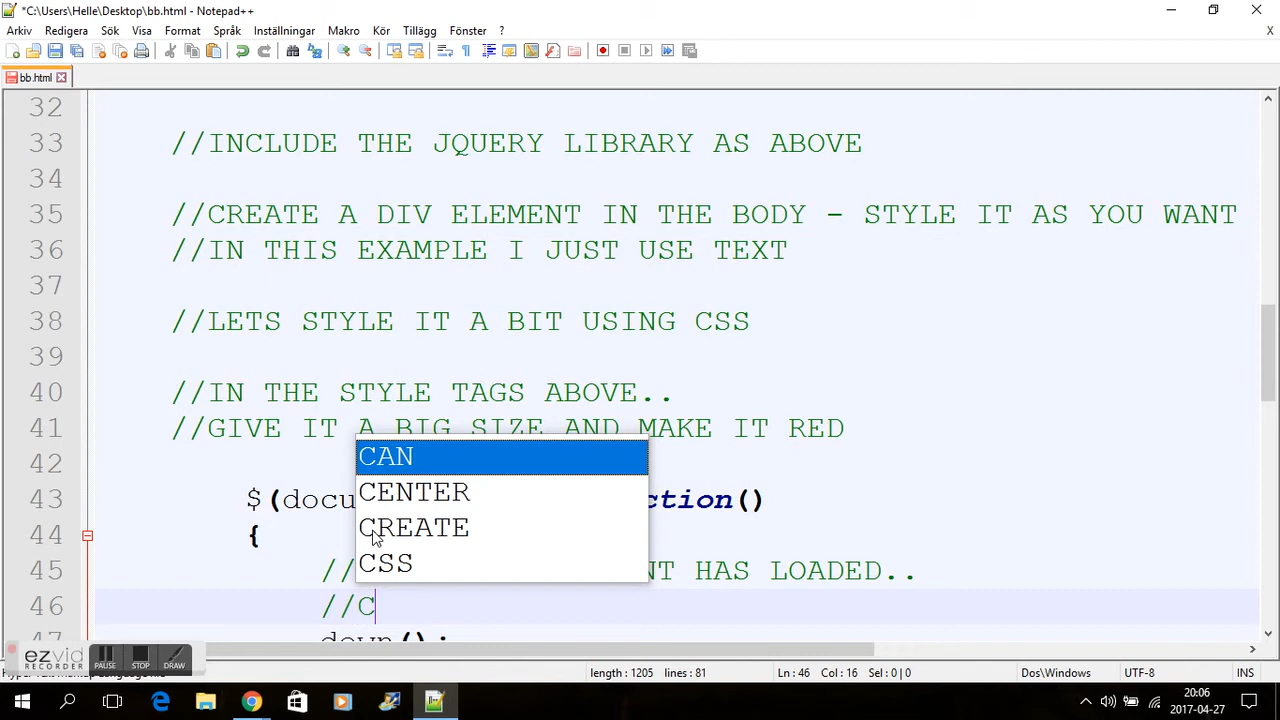 *C:\Users\Helle\Desktop\bb.html - Notepad++
Arkiv Redigera Sök Visa Format Språk Inställningar Makro Kör Tillägg Fönster ? X
bb.html
32
33 //INCLUDE THE JQUERY LIBRARY AS ABOVE
34
35 //CREATE A DIV ELEMENT IN THE BODY - STYLE IT AS YOU WANT
36 //IN THIS EXAMPLE I JUST USE TEXT
37
38 //LETS STYLE IT A BIT USING CSS
39
40 //IN THE STYLE TAGS ABOVE..
41 //GIVE IT A BIG SIZE AND MAKE IT RED
42
CAN
CENTER
43 $(docu ction()
CREATE
44 {
CSS
45 // NT HAS LOADED..
46 //C
47 down();
ezvid
RECORDER
PAUSE STOP DRAW
length : 1205 lines : 81 Ln : 46 Col : 16 Sel : 0 | 0 Dos\Windows UTF-8 INS
20:06
2017-04-27